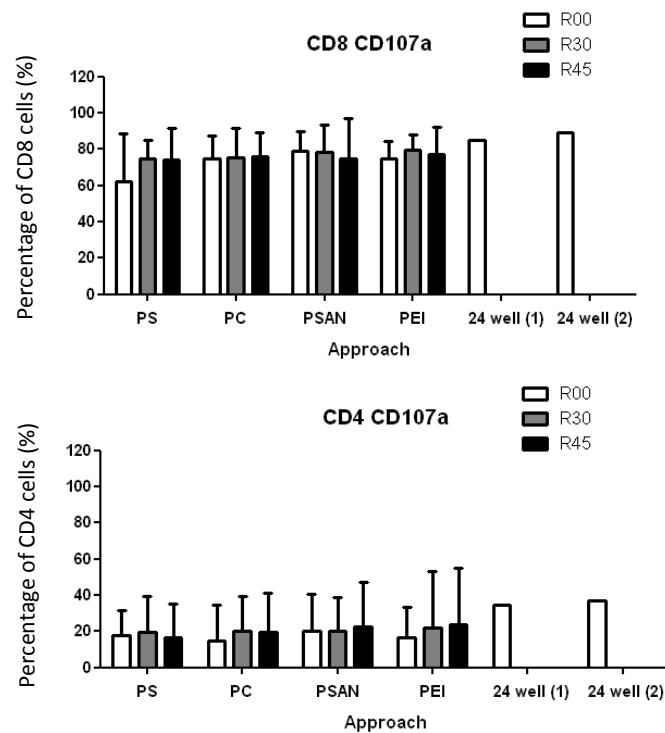 R00
CD8 CD107a
R30
R45
Percentage of CD8 cells (%)
120
100
80
60
40
20
0
PS PC PSAN PEI 24 well (1) 24 well (2)
Approach
R00
CD4 CD107a
R30
R45
Percentage of CD4 cells (%)
120
100
80
60
40
20
0
PS PC PSAN PEI 24 well (1) 24 well (2)
Approach